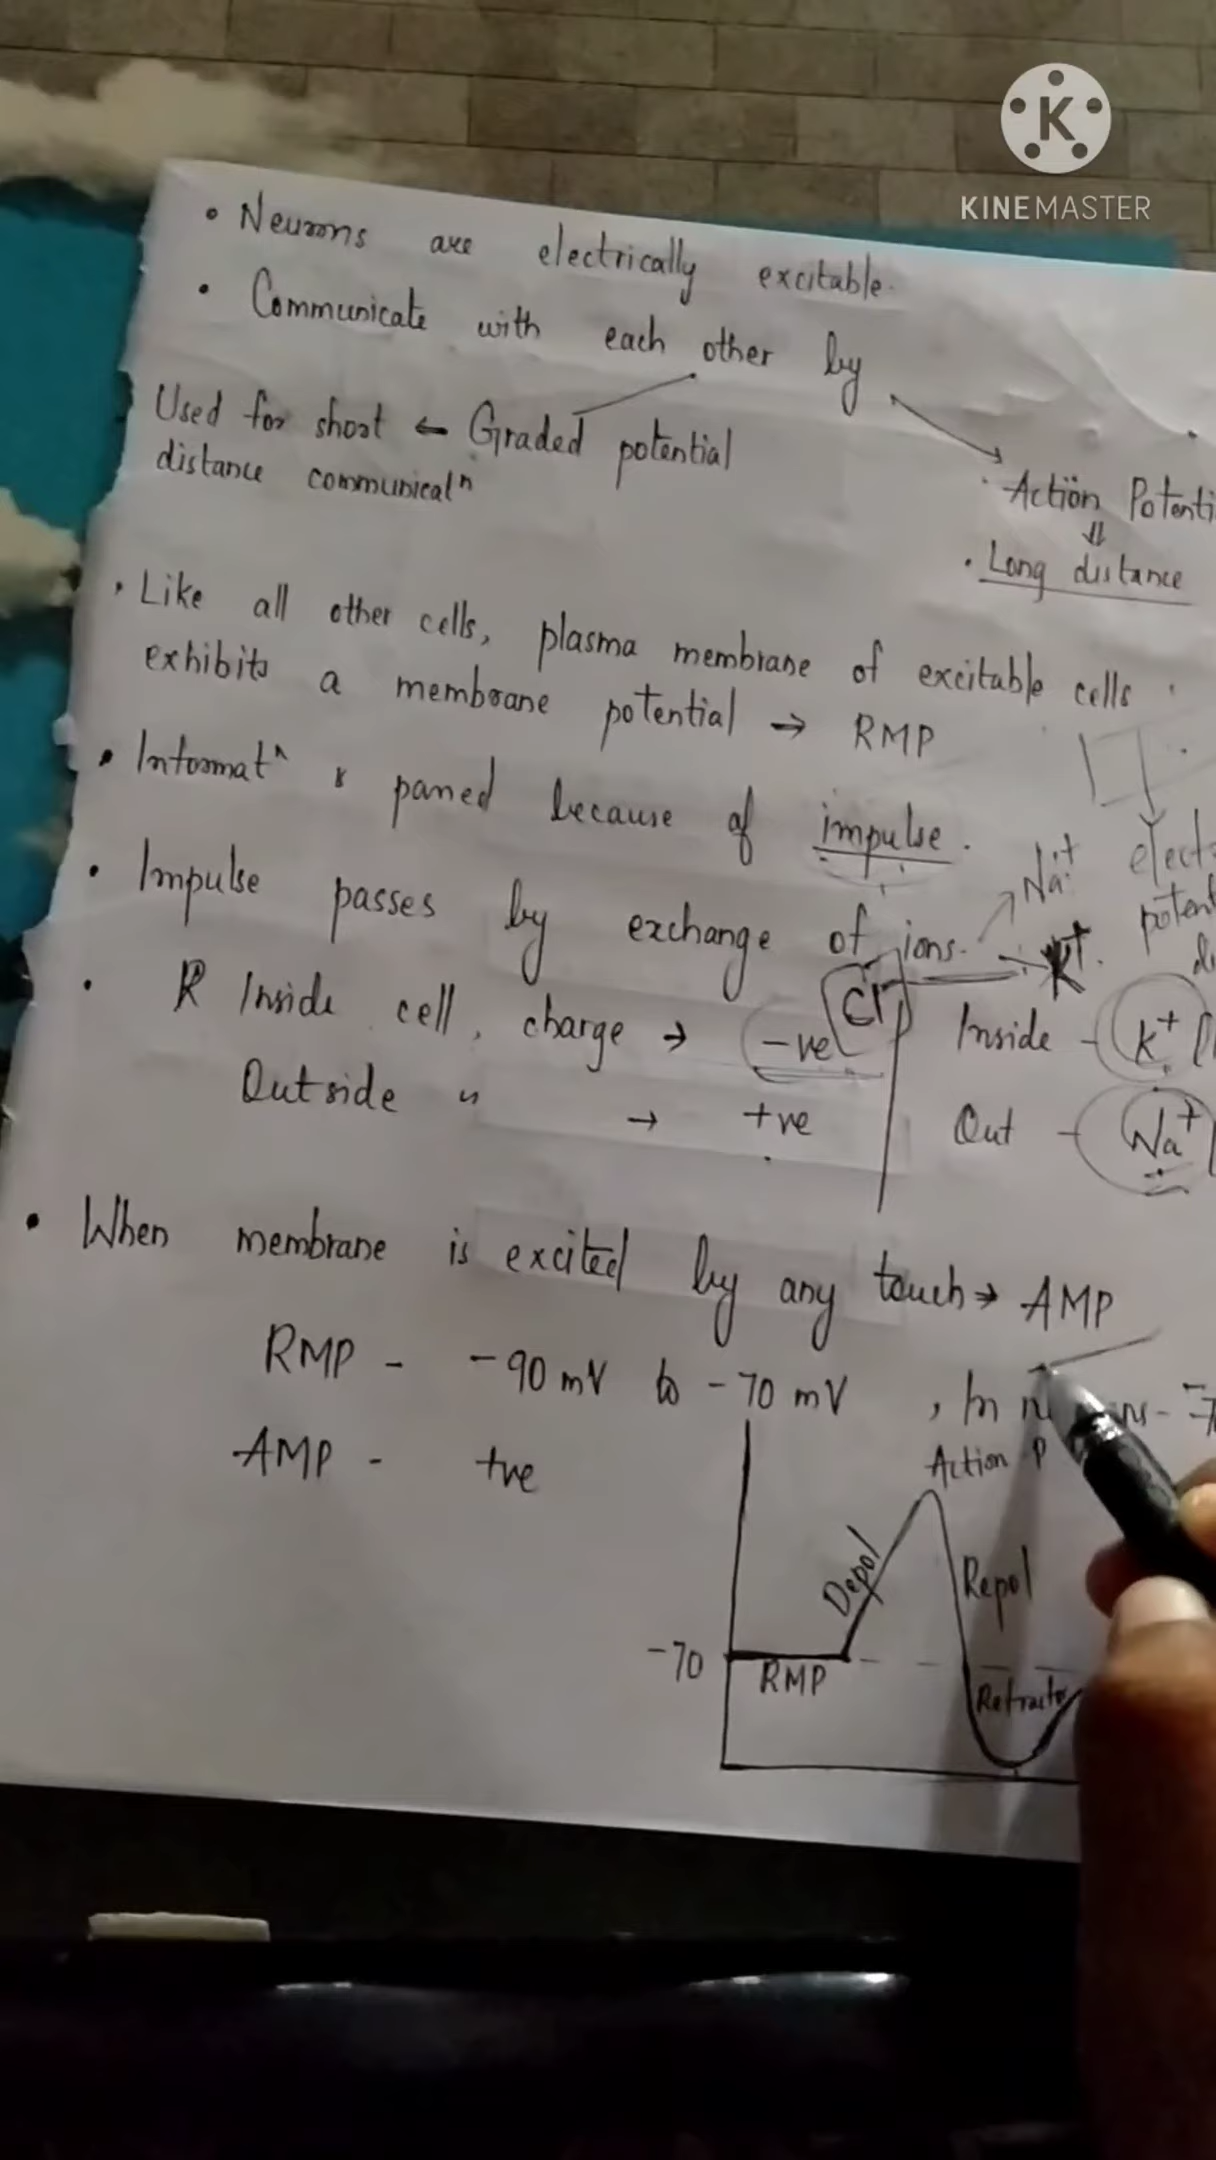 KINEMASTER
• Neurons are electrically excitable.
• Communicate with each other by
Used for short ← Graded potential
distance communicatⁿ
Action Potenti
⇓
• Long distance
• Like all other cells, plasma membrane of excitable cells
exhibits a membrane potential → RMP
• Informatⁿ is passed because of impulse.
• Impulse passes by exchange of ions.
Na+
K+
elect
poten
• R Inside cell, charge → -ve
Cl
Outside " → +ve
Inside - K+
Out - Na+
• When membrane is excited by any touch → AMP
RMP - -90 mV to -70 mV , In
AMP - +ve
Action P
Depol
Repol
-70
RMP
Refracto